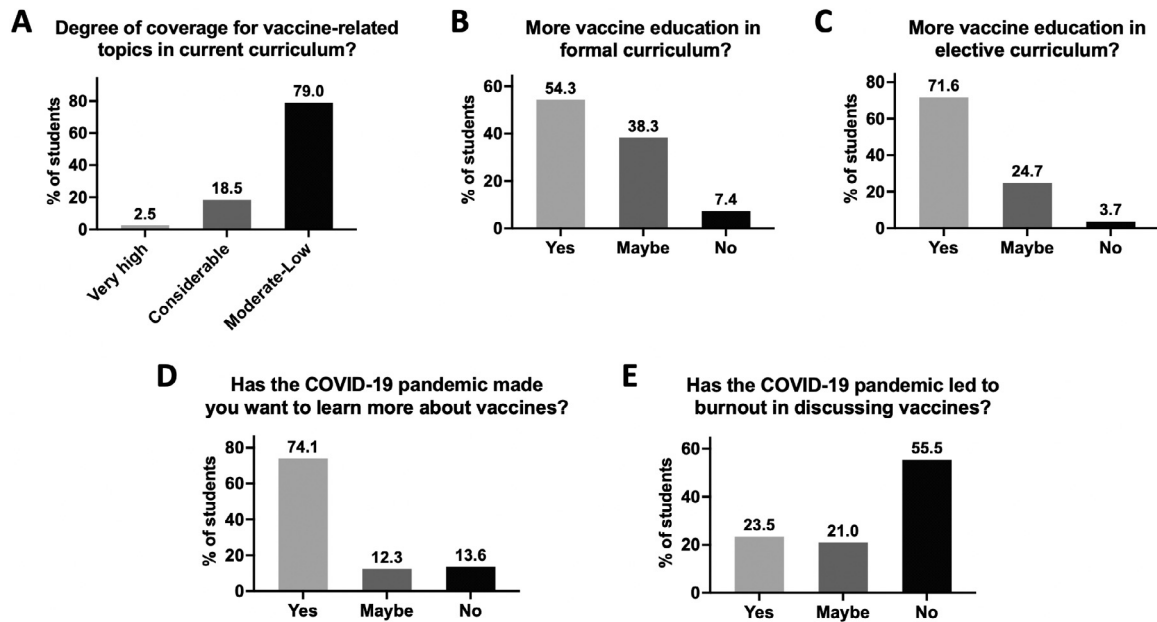 A
Degree of coverage for vaccine-related
topics in current curriculum?
% of students
80
60
40
20
0
2.5
18.5
79.0
Very high
Considerable
Moderate-Low
B
More vaccine education in
formal curriculum?
% of students
60
40
20
0
54.3
38.3
7.4
Yes
Maybe
No
C
More vaccine education in
elective curriculum?
% of students
80
60
40
20
0
71.6
24.7
3.7
Yes
Maybe
No
D
Has the COVID-19 pandemic made
you want to learn more about vaccines?
% of students
80
60
40
20
0
74.1
12.3
13.6
Yes
Maybe
No
E
Has the COVID-19 pandemic led to
burnout in discussing vaccines?
% of students
60
40
20
0
23.5
21.0
55.5
Yes
Maybe
No